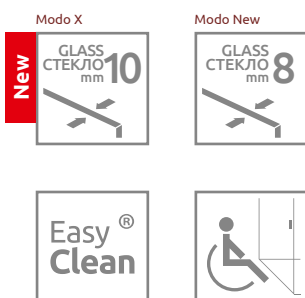 Modo X
Modo New
New
GLASS
СТЕКЛО
mm 10
GLASS
СТЕКЛО
mm 8
Easy ®
Clean